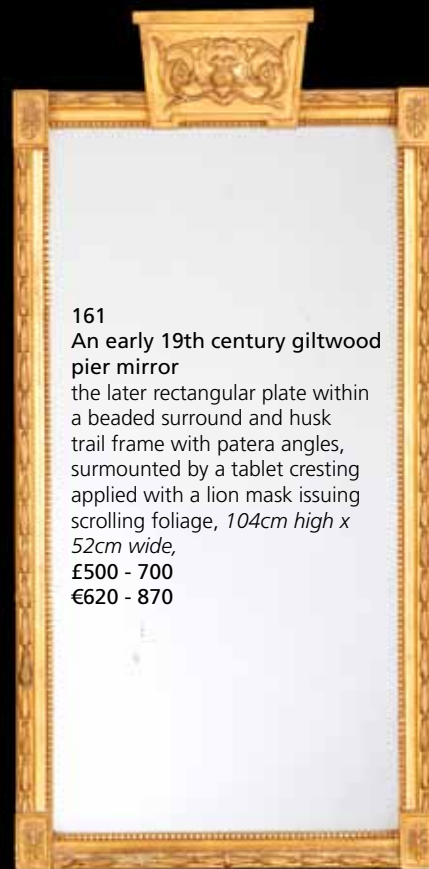 161
An early 19th century giltwood
pier mirror
the later rectangular plate within
a beaded surround and husk
trail frame with patera angles,
surmounted by a tablet cresting
applied with a lion mask issuing
scrolling foliage, 104cm high x
52cm wide,
£500 - 700
€620 - 870